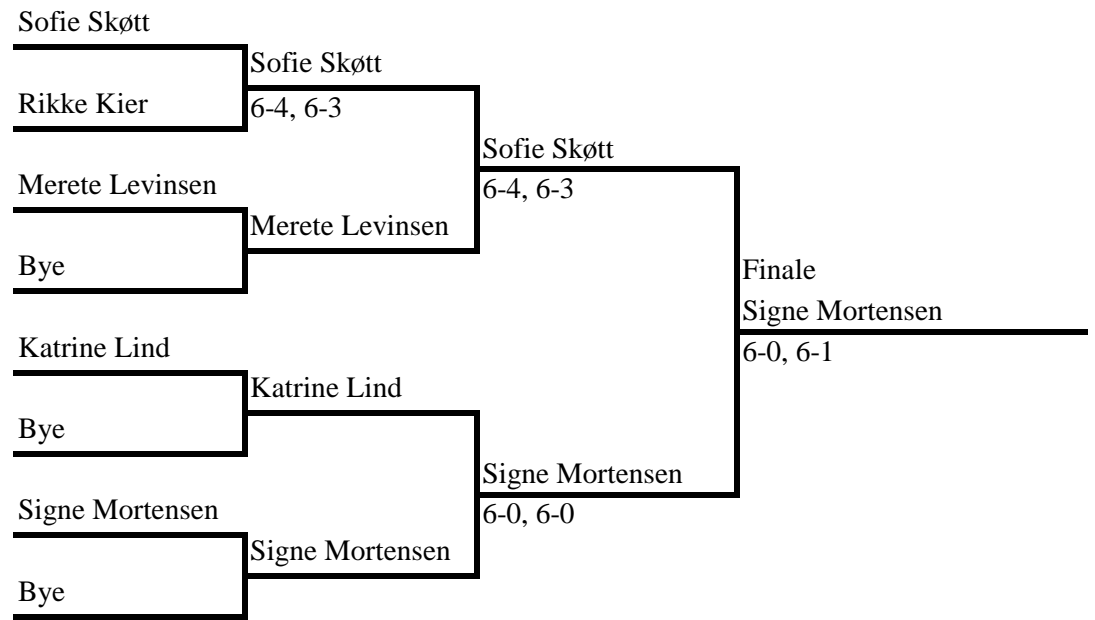 Sofie Skøtt
Sofie Skøtt
Rikke Kier
6-4, 6-3
Sofie Skøtt
Merete Levinsen
6-4, 6-3
Merete Levinsen
Bye
Finale
Signe Mortensen
Katrine Lind
6-0, 6-1
Katrine Lind
Bye
Signe Mortensen
Signe Mortensen
6-0, 6-0
Signe Mortensen
Bye